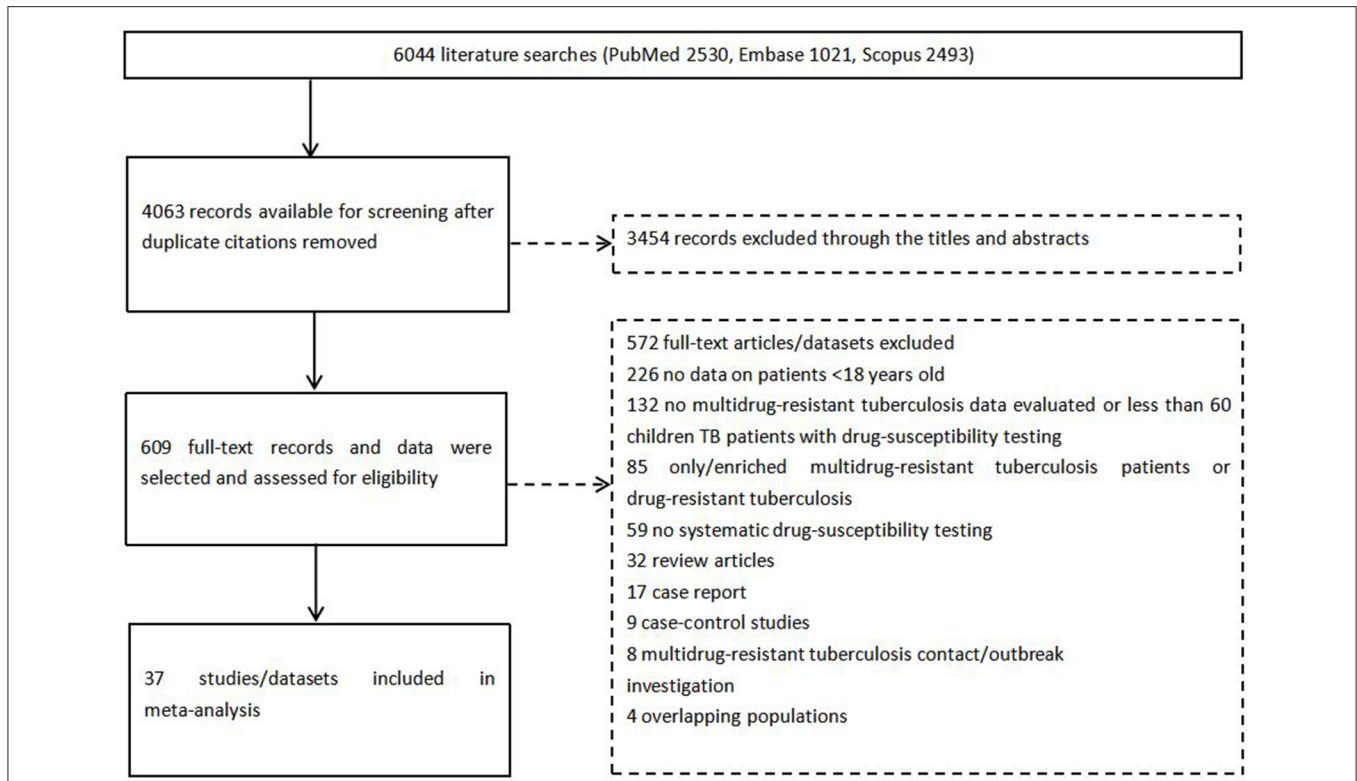 6044 literature searches (PubMed 2530, Embase 1021, Scopus 2493)
4063 records available for screening after
duplicate citations removed
3454 records excluded through the titles and abstracts
609 full-text records and data were
selected and assessed for eligibility
572 full-text articles/datasets excluded
226 no data on patients <18 years old
132 no multidrug-resistant tuberculosis data evaluated or less than 60
children TB patients with drug-susceptibility testing
85 only/enriched multidrug-resistant tuberculosis patients or
drug-resistant tuberculosis
59 no systematic drug-susceptibility testing
32 review articles
17 case report
9 case-control studies
8 multidrug-resistant tuberculosis contact/outbreak
investigation
4 overlapping populations
37 studies/datasets included in
meta-analysis